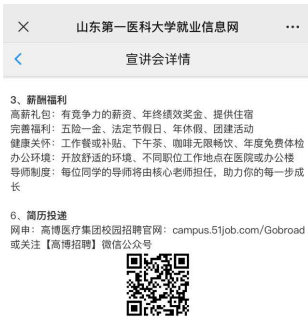 山东第一医科大学就业信息网
宣讲会详情
3、薪酬福利
高薪礼包：有竞争力的薪资、年终绩效奖金、提供住宿
完善福利：五险一金、法定节假日、年休假、团建活动
健康关怀：工作餐或补贴、下午茶、咖啡无限畅饮、年度免费体检
办公环境：开放舒适的环境、不同职位工作地点在医院或办公楼
导师制度：每位同学的导师将由核心老师担任，助力你的每一步成
长
6、简历投递
网申：高博医疗集团校园招聘官网：campus.51job.com/Gobroad
或关注【高博招聘】微信公众号